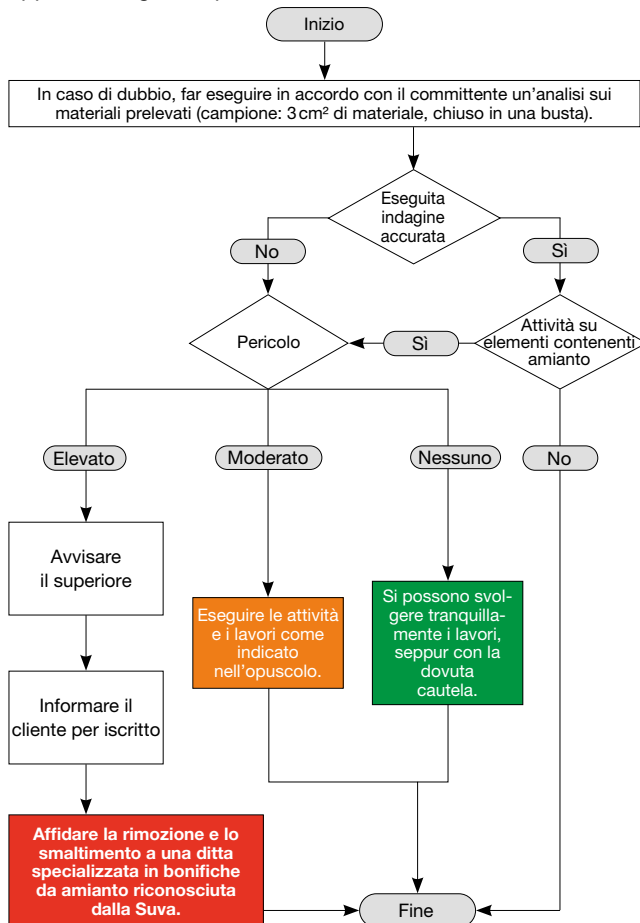 Inizio
In caso di dubbio, far eseguire in accordo con il committente un’analisi sui
materiali prelevati (campione: 3 cm² di materiale, chiuso in una busta).
Eseguita
indagine
accurata
No
Sì
Pericolo
Sì
Attività su
elementi contenenti
amianto
Elevato
Moderato
Nessuno
No
Avvisare
il superiore
Eseguire le attività
e i lavori come
indicato
nell’opuscolo.
Si possono svol-
gere tranquilla-
mente i lavori,
seppur con la
dovuta
cautela.
Informare il
cliente per iscritto
Affidare la rimozione e lo
smaltimento a una ditta
specializzata in bonifiche
da amianto riconosciuta
dalla Suva.
Fine